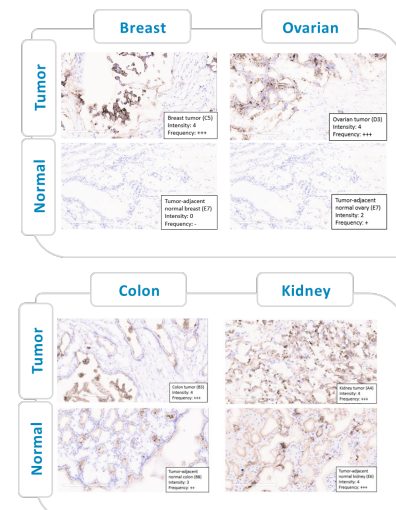 Breast
Ovarian
Tumor
Breast tumor (C5)
Intensity: 4
Frequency: +++
Ovarian tumor (D3)
Intensity: 4
Frequency: +++
Normal
Tumor-adjacent
normal breast (E7)
Intensity: 0
Frequency: -
Tumor-adjacent
normal ovary (E7)
Intensity: 2
Frequency: +
Colon
Kidney
Tumor
Colon tumor (B3)
Intensity: 4
Frequency: +++
Kidney tumor (A4)
Intensity: 4
Frequency: +++
Normal
Tumor-adjacent
normal colon (B8)
Intensity: 3
Frequency: ++
Tumor-adjacent
normal kidney (E6)
Intensity: 4
Frequency: +++